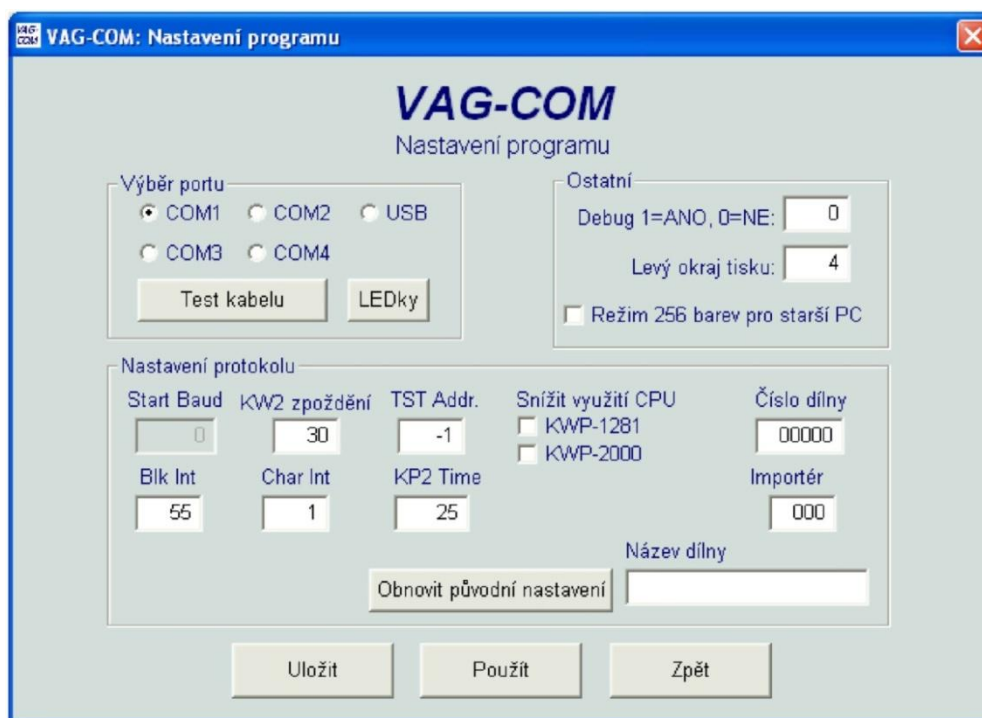 VAG-COM VAG-COM: Nastavení programu
VAG-COM
Nastavení programu
Výběr portu
COM1 COM2 USB
COM3 COM4
Test kabelu LEDky
Ostatní
Debug 1=ANO, 0=NE: 0
Levý okraj tisku: 4
Režim 256 barev pro starší PC
Nastavení protokolu
Start Baud KW2 zpoždění TST Addr. Snížit využití CPU Číslo dílny
0 30 -1 KWP-1281 00000
KWP-2000
Blk Int Char Int KP2 Time Importér
55 1 25 000
Název dílny
Obnovit původní nastavení
Uložit Použít Zpět